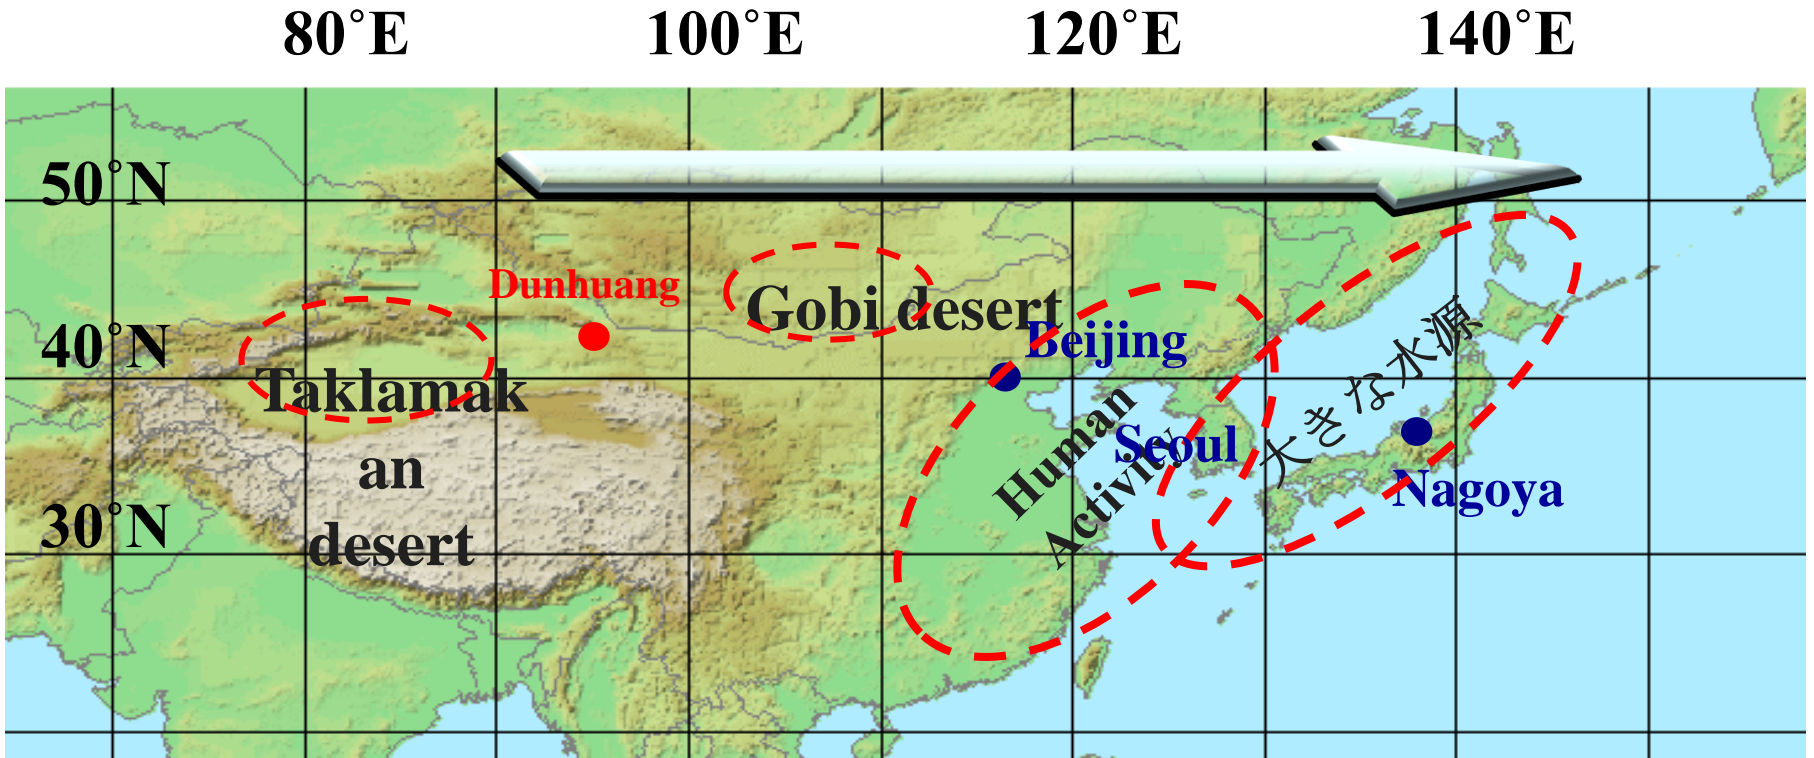 80˚E 100˚E 120˚E 140˚E
50˚N
Dunhuang
Gobi desert
40˚N
Beijing
Taklamak
an
desert
Human
Activity
Seoul
大きな水源
Nagoya
30˚N